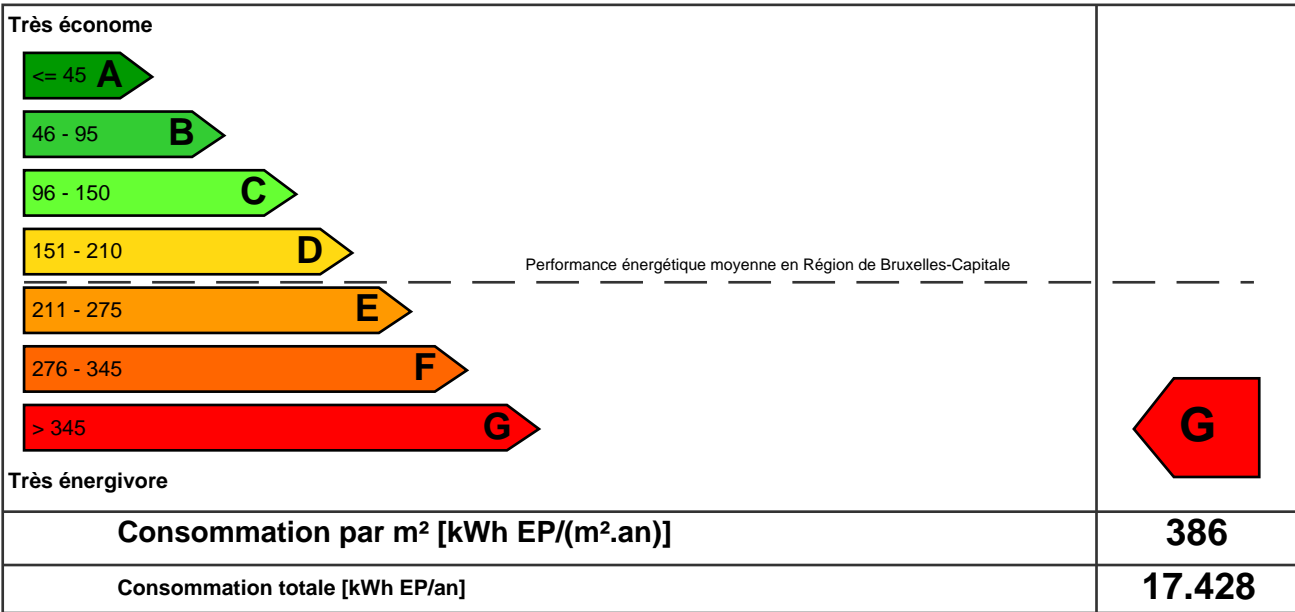 Très économe
<= 45 A
46 - 95 B
96 - 150 C
151 - 210 D
Performance énergétique moyenne en Région de Bruxelles-Capitale
211 - 275 E
276 - 345 F
> 345 G
G
Très énergivore
Consommation par m² [kWh EP/(m².an)] 386
Consommation totale [kWh EP/an] 17.428